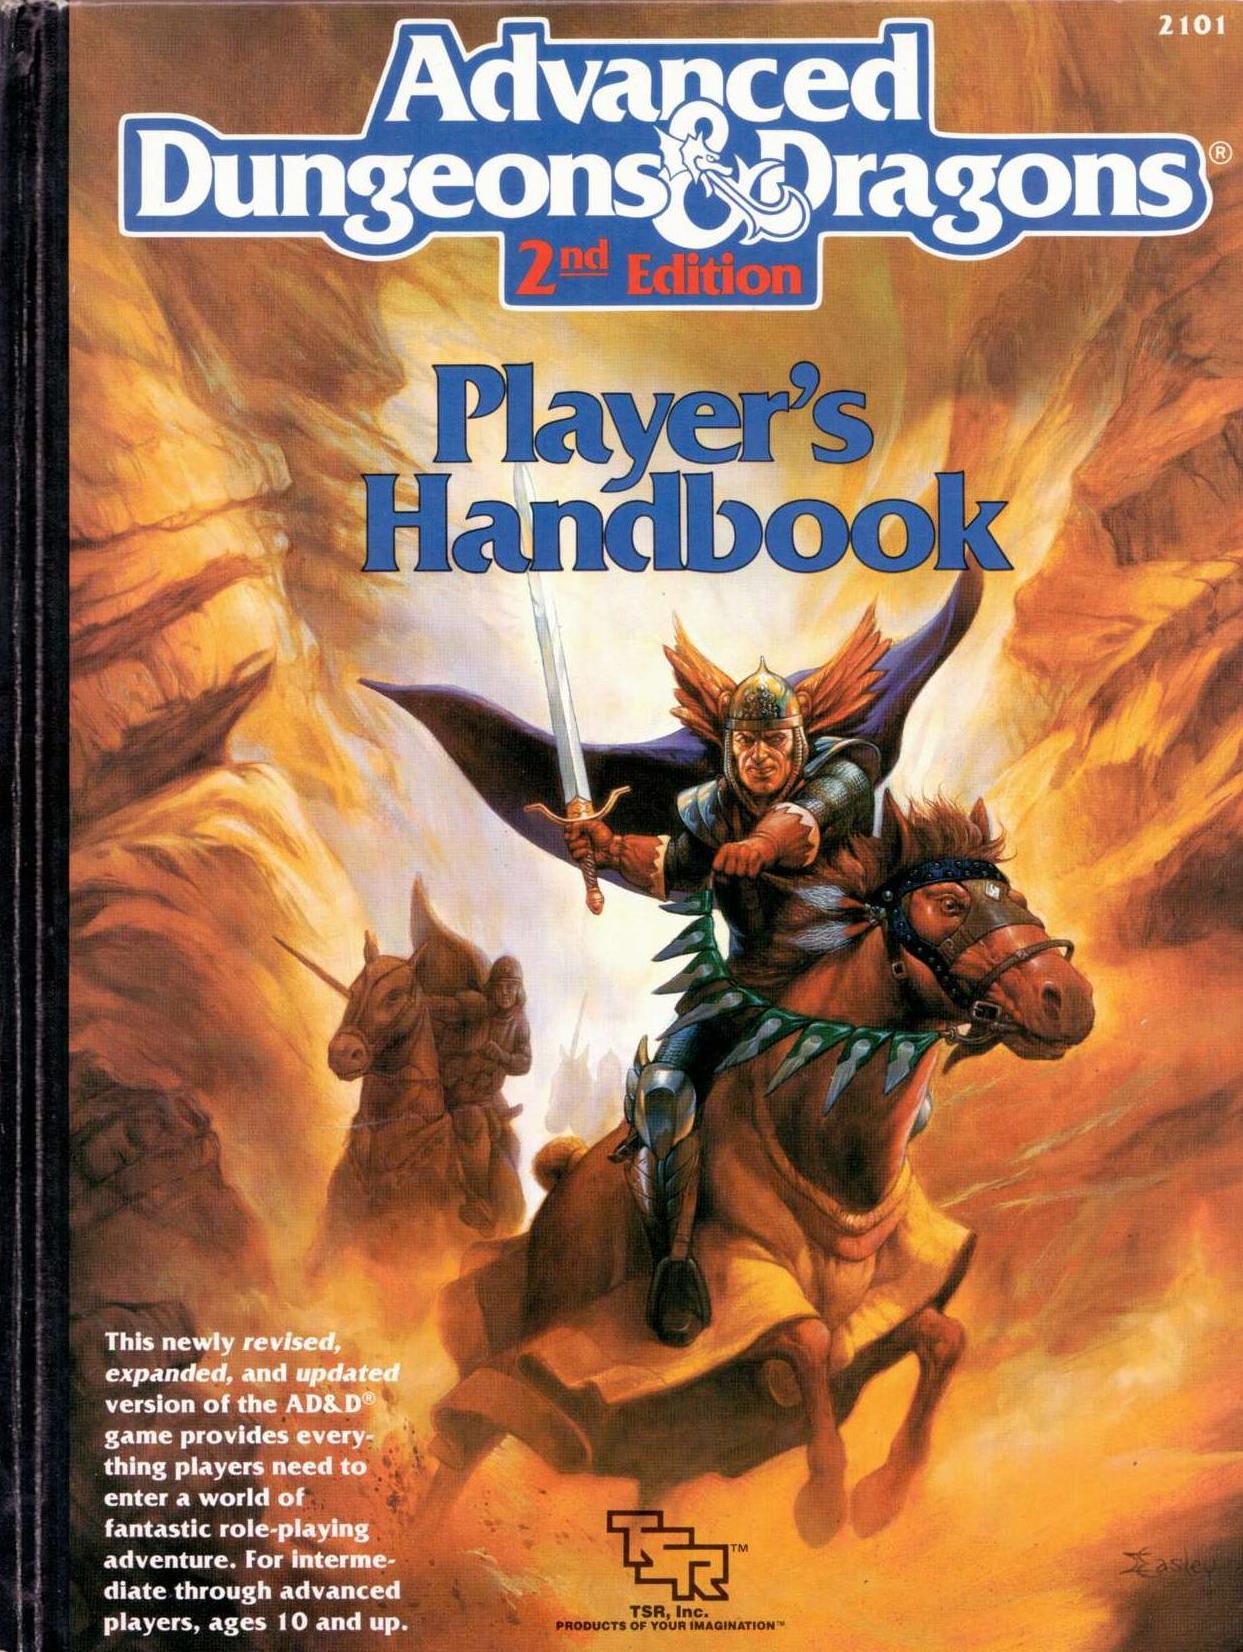 2101
Advanced
Dungeons & Dragons®
2nd Edition
Player's
Handbook
This newly revised,
expanded, and updated
version of the AD&D®
game provides every-
thing players need to
enter a world of
fantastic role-playing
adventure. For interme-
diate through advanced
players, ages 10 and up.
TSR™
TSR, Inc.
PRODUCTS OF YOUR IMAGINATION™
Easley